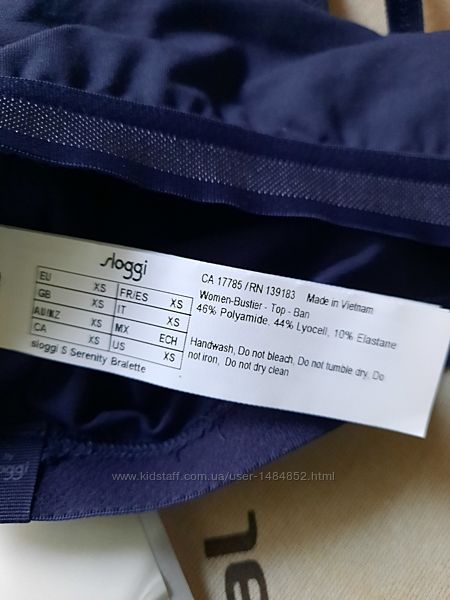 sloggi
CA 17785 / RN 139183 Made in Vietnam
Women-Bustier - Top - Ban
46% Polyamide, 44% Lyocell, 10% Elastane
EU XS FR/ES XS
GB XS IT XS
AU/NZ XS MX ECH
CA XS US XS
sloggi S Serenity Bralette
Handwash, Do not bleach, Do not tumble dry, Do
not iron, Do not dry clean
www.kidstaff.com.ua/user-1484852.html